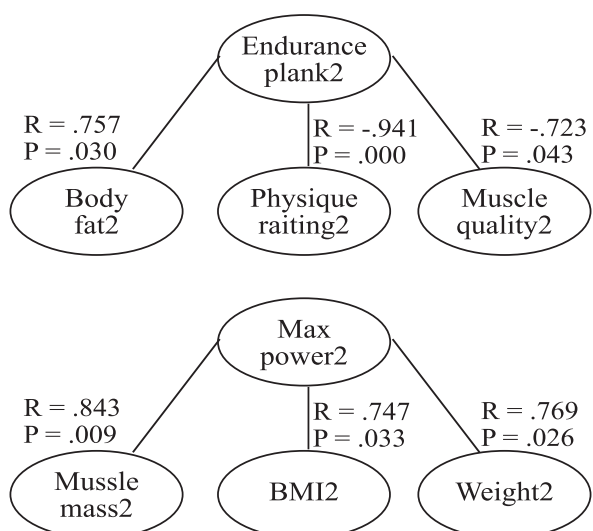 Endurance
plank2
R = .757
P = .030
R = -.941
P = .000
R = -.723
P = .043
Body
fat2
Physique
raiting2
Muscle
quality2
Max
power2
R = .843
P = .009
R = .747
P = .033
R = .769
P = .026
Mussle
mass2
BMI2
Weight2